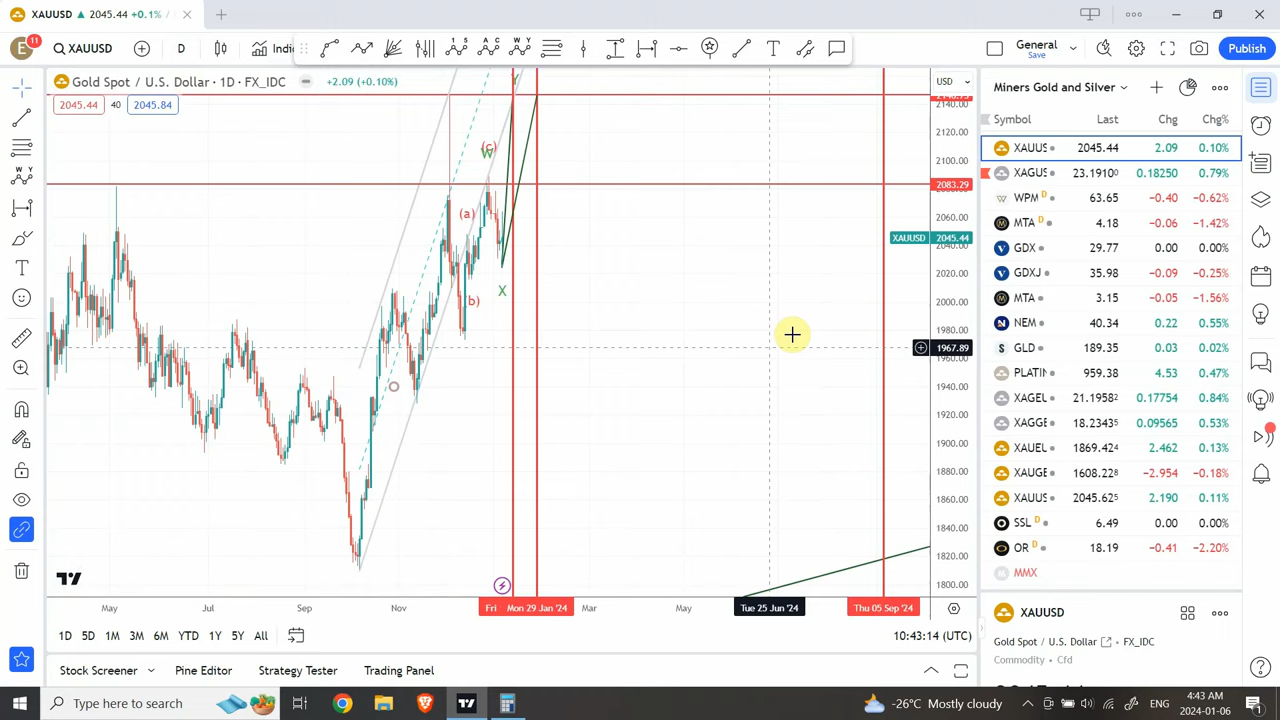 XAUUSD ▲ 2045.44 +0.1% /
E 11 XAUUSD D Indi
General
Save
Publish
Gold Spot / U.S. Dollar · 1D · FX_IDC +2.09 (+0.10%)
2045.44 40 2045.84
USD
2140.00
2120.00
2100.00
2083.29
2060.00
XAUUSD 2045.44
2040.00
2020.00
2000.00
1980.00
1967.89
1960.00
1940.00
1920.00
1900.00
1880.00
1860.00
1840.00
1820.00
1800.00
Y
(c)
W
(a)
b)
X
May Jul Sep Nov Fri Mon 29 Jan '24 Mar May Tue 25 Jun '24 Thu 05 Sep '24
1D 5D 1M 3M 6M YTD 1Y 5Y All
10:43:14 (UTC)
Stock Screener Pine Editor Strategy Tester Trading Panel
Miners Gold and Silver
Symbol Last Chg Chg%
XAUUS 2045.44 2.09 0.10%
XAGUS 23.19100 0.18250 0.79%
WPM D 63.65 −0.40 −0.62%
MTA D 4.18 −0.06 −1.42%
GDX 29.77 0.00 0.00%
GDXJ 35.98 −0.09 −0.25%
MTA 3.15 −0.05 −1.56%
NEM 40.34 0.22 0.55%
GLD 189.35 0.03 0.02%
PLATIN 959.38 4.53 0.47%
XAGEU 21.19582 0.17754 0.84%
XAGGE 18.23435 0.09565 0.53%
XAUEU 1869.424 2.462 0.13%
XAUGE 1608.228 −2.954 −0.18%
XAUUS 2045.625 2.190 0.11%
SSL D 6.49 0.00 0.00%
OR D 18.19 −0.41 −2.20%
MMX
XAUUSD
Gold Spot / U.S. Dollar FX_IDC
Commodity · Cfd
Type here to search
-26°C Mostly cloudy
ENG
4:43 AM
2024-01-06
1